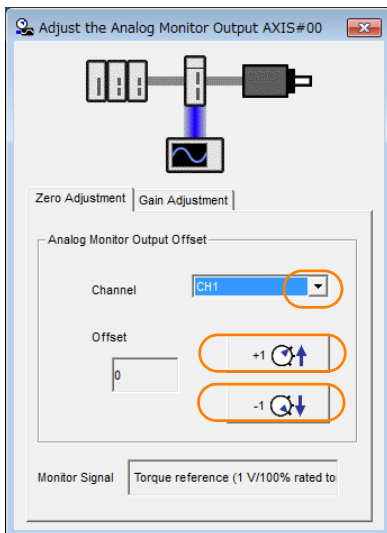 Adjust the Analog Monitor Output AXIS#00
Zero Adjustment Gain Adjustment
Analog Monitor Output Offset
Channel CH1
Offset
+1
0
-1
Monitor Signal Torque reference (1 V/100% rated to